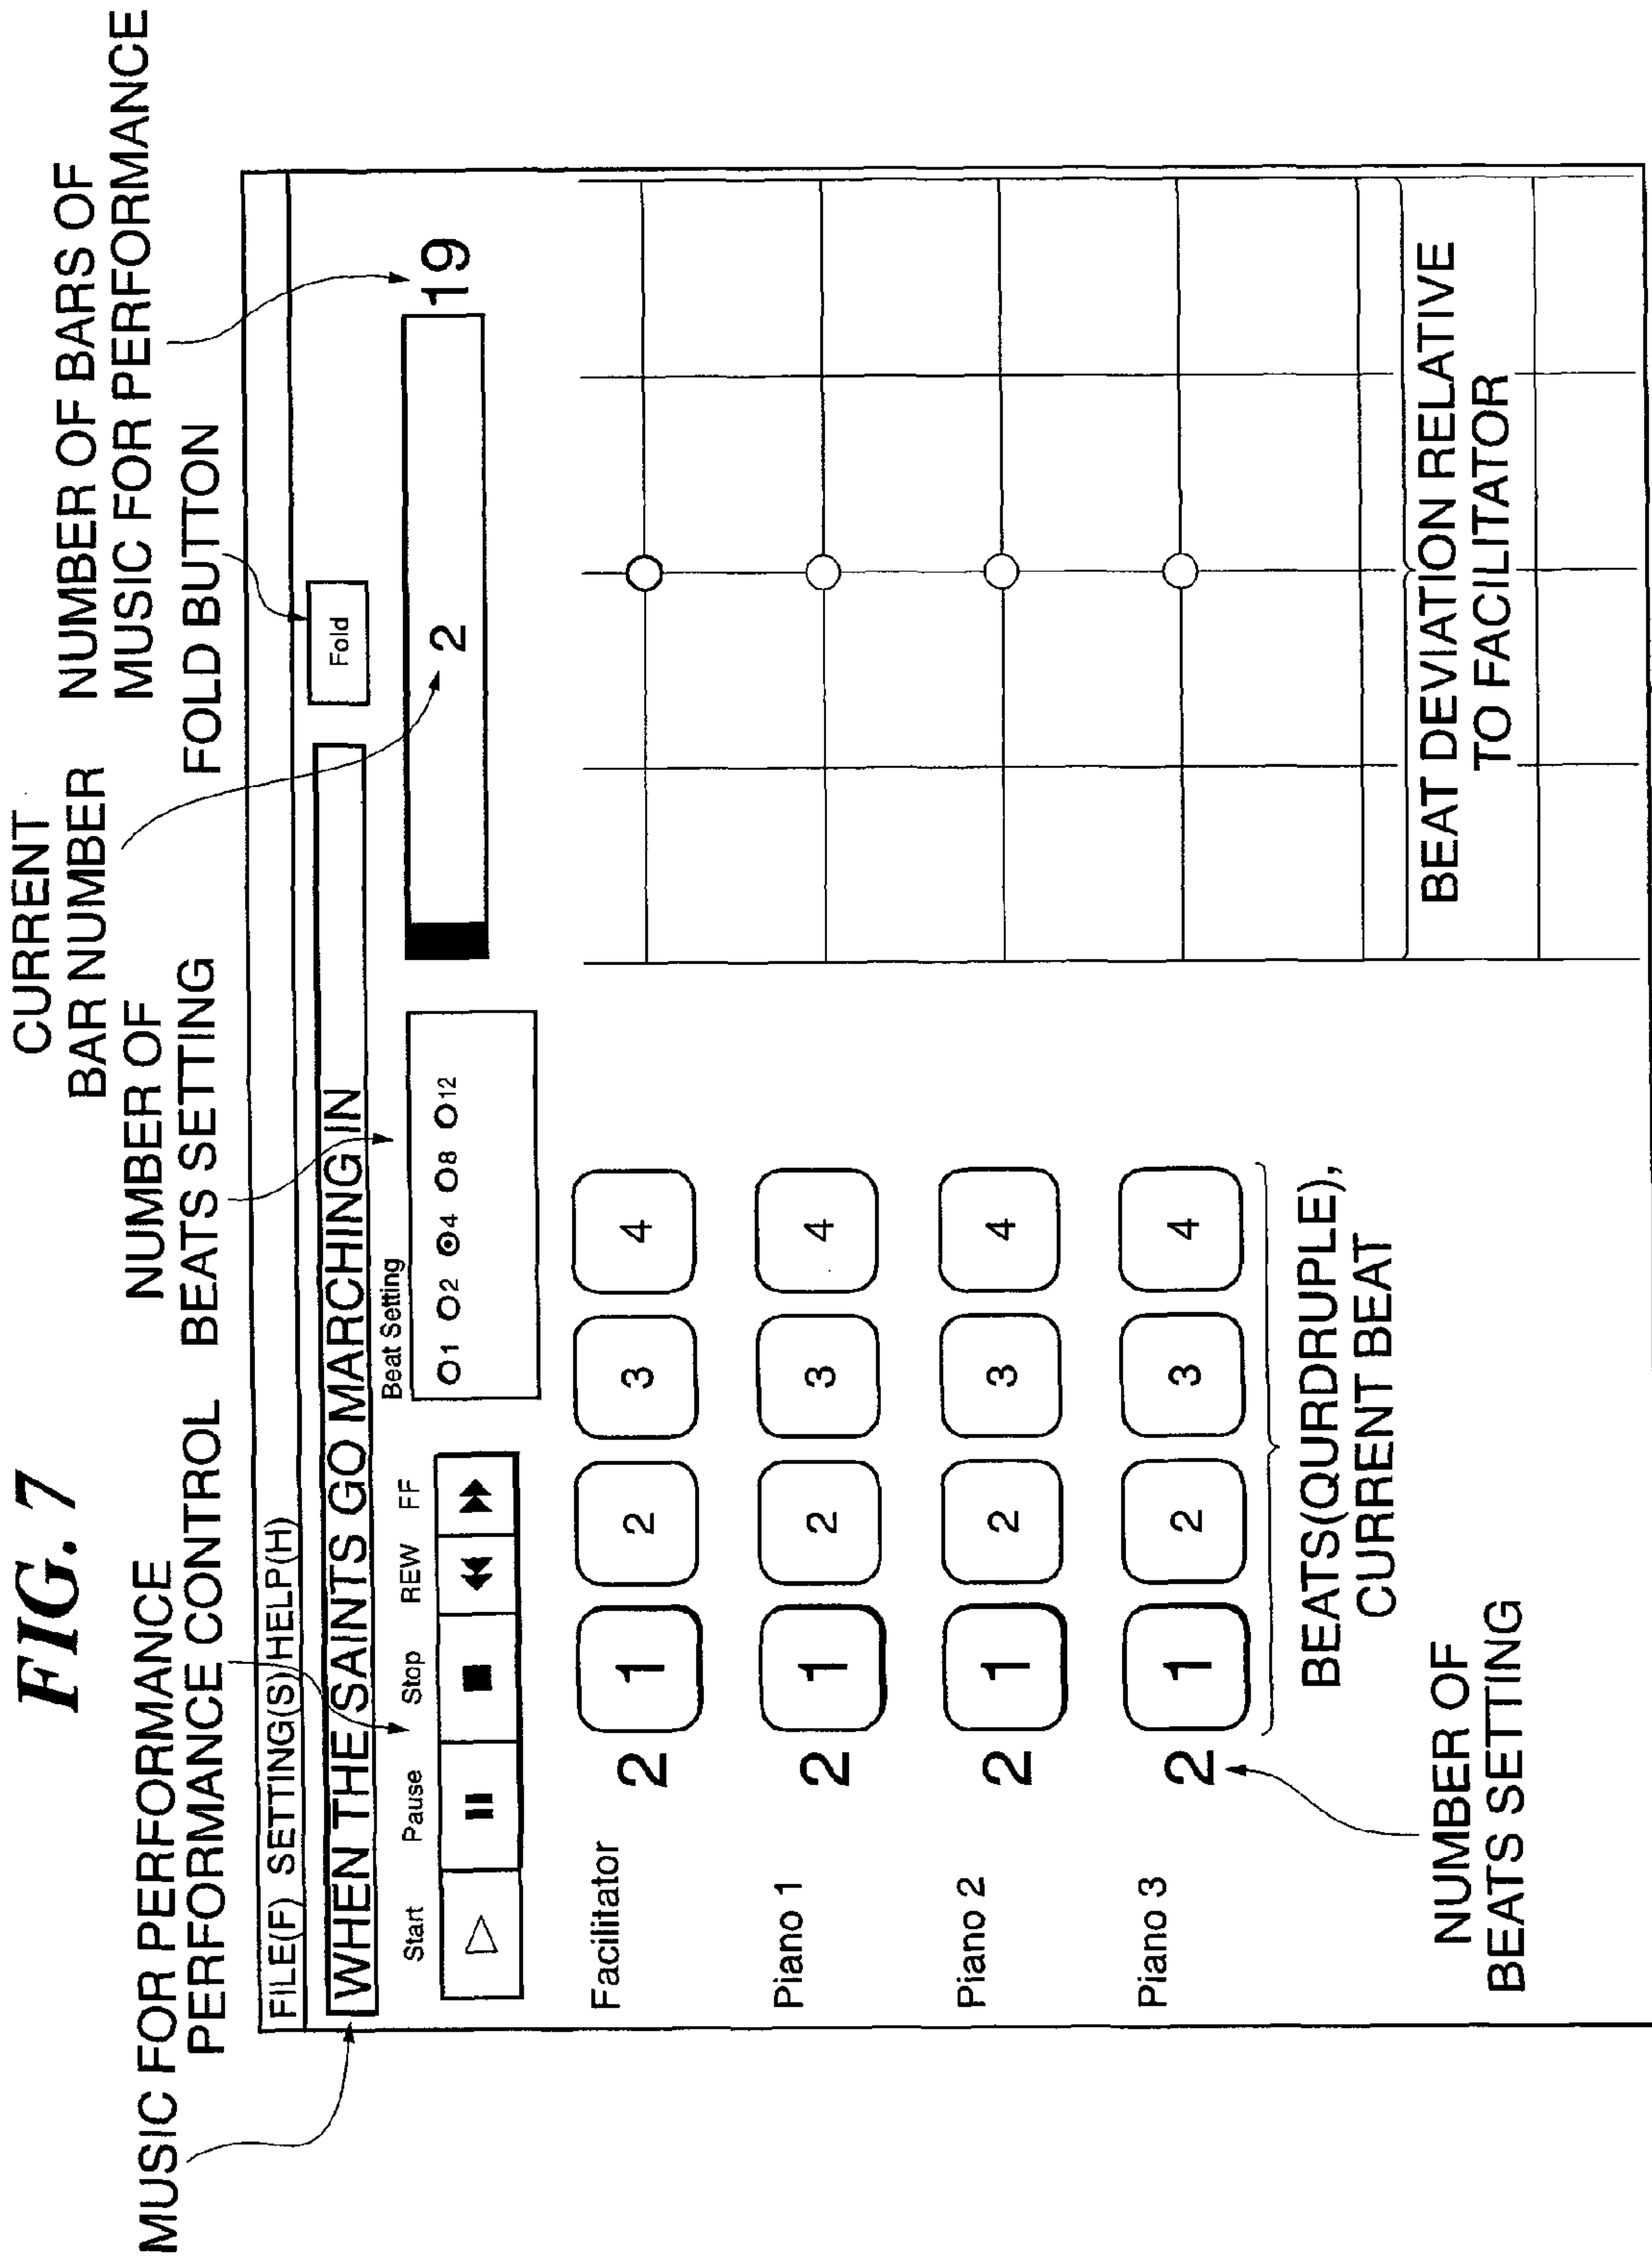 FIG. 7
MUSIC FOR PERFORMANCE
PERFORMANCE CONTROL
NUMBER OF
BEATS SETTING
CURRENT
BAR NUMBER
FOLD BUTTON
NUMBER OF BARS OF
MUSIC FOR PERFORMANCE
FILE(F) SETTING(S) HELP(H)
WHEN THE SAINTS GO MARCHING IN
Fold
Start Pause Stop REW FF
Beat Setting
1 2 4 8 12
2 19
Facilitator 2 1 2 3 4
Piano 1 2 1 2 3 4
Piano 2 2 1 2 3 4
Piano 3 2 1 2 3 4
NUMBER OF
BEATS SETTING
BEATS(QURDRUPLE),
CURRENT BEAT
BEAT DEVIATION RELATIVE
TO FACILITATOR